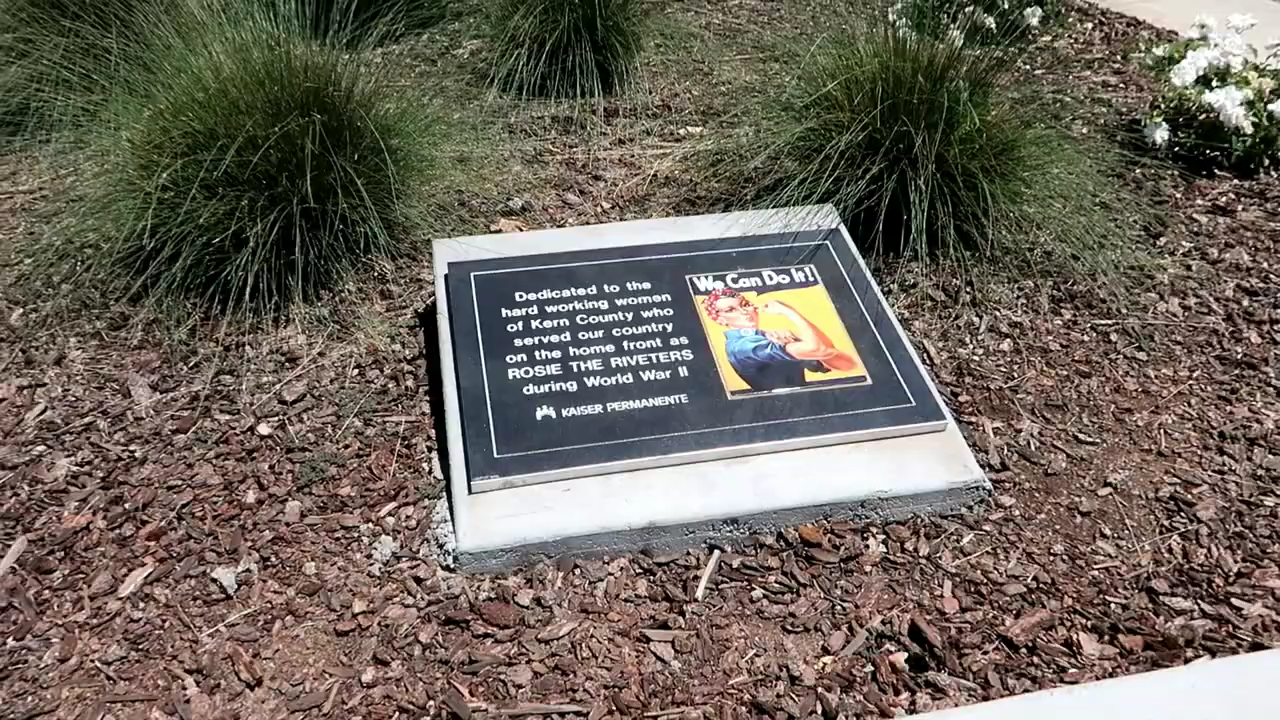 Dedicated to the
hard working women
of Kern County who
served our country
on the home front as
ROSIE THE RIVETERS
during World War II
KAISER PERMANENTE
We Can Do It!